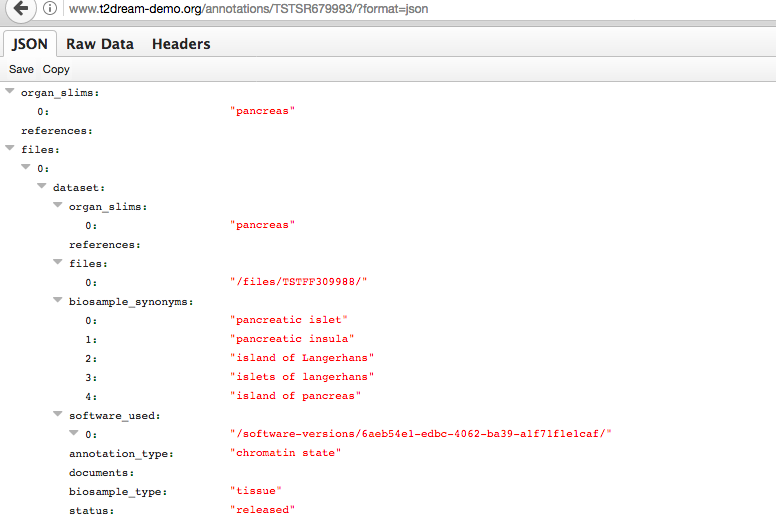 www.t2dream-demo.org/annotations/TSTSR679993/?format=json
JSON Raw Data Headers
Save Copy
organ_slims:
0: "pancreas"
references:
files:
0:
dataset:
organ_slims:
0: "pancreas"
references:
files:
0: "/files/TSTFF309988/"
biosample_synonyms:
0: "pancreatic islet"
1: "pancreatic insula"
2: "island of Langerhans"
3: "islets of langerhans"
4: "island of pancreas"
software_used:
0: "/software-versions/6aeb54e1-edbc-4062-ba39-a1f71f1e1caf/"
annotation_type: "chromatin state"
documents:
biosample_type: "tissue"
status: "released"